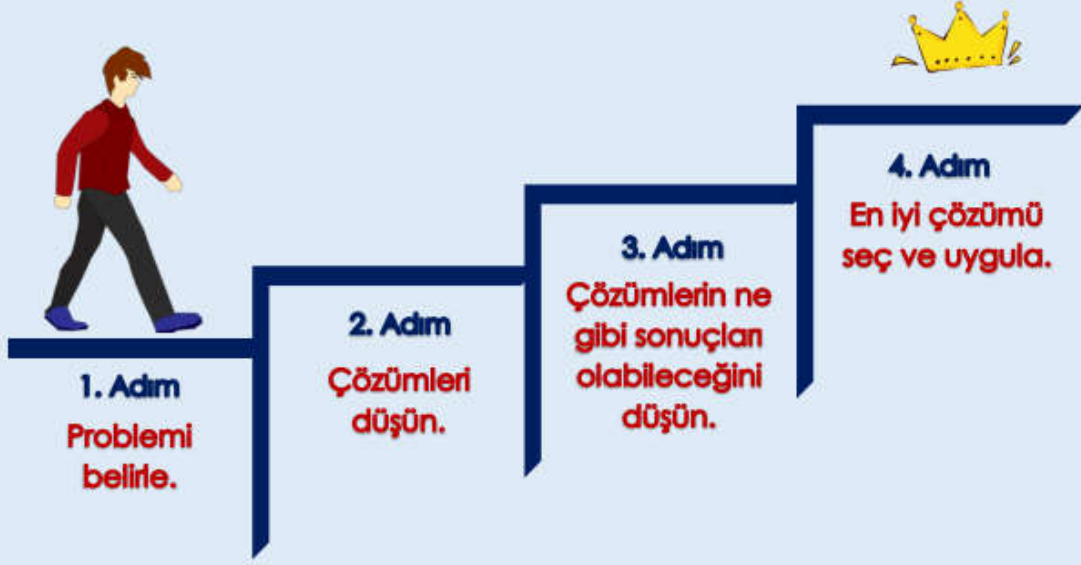 1. Adım
Problemi
belirle.
2. Adım
Çözümleri
düşün.
3. Adım
Çözümlerin ne
gibi sonuçları
olabileceğini
düşün.
4. Adım
En iyi çözümü
seç ve uygula.